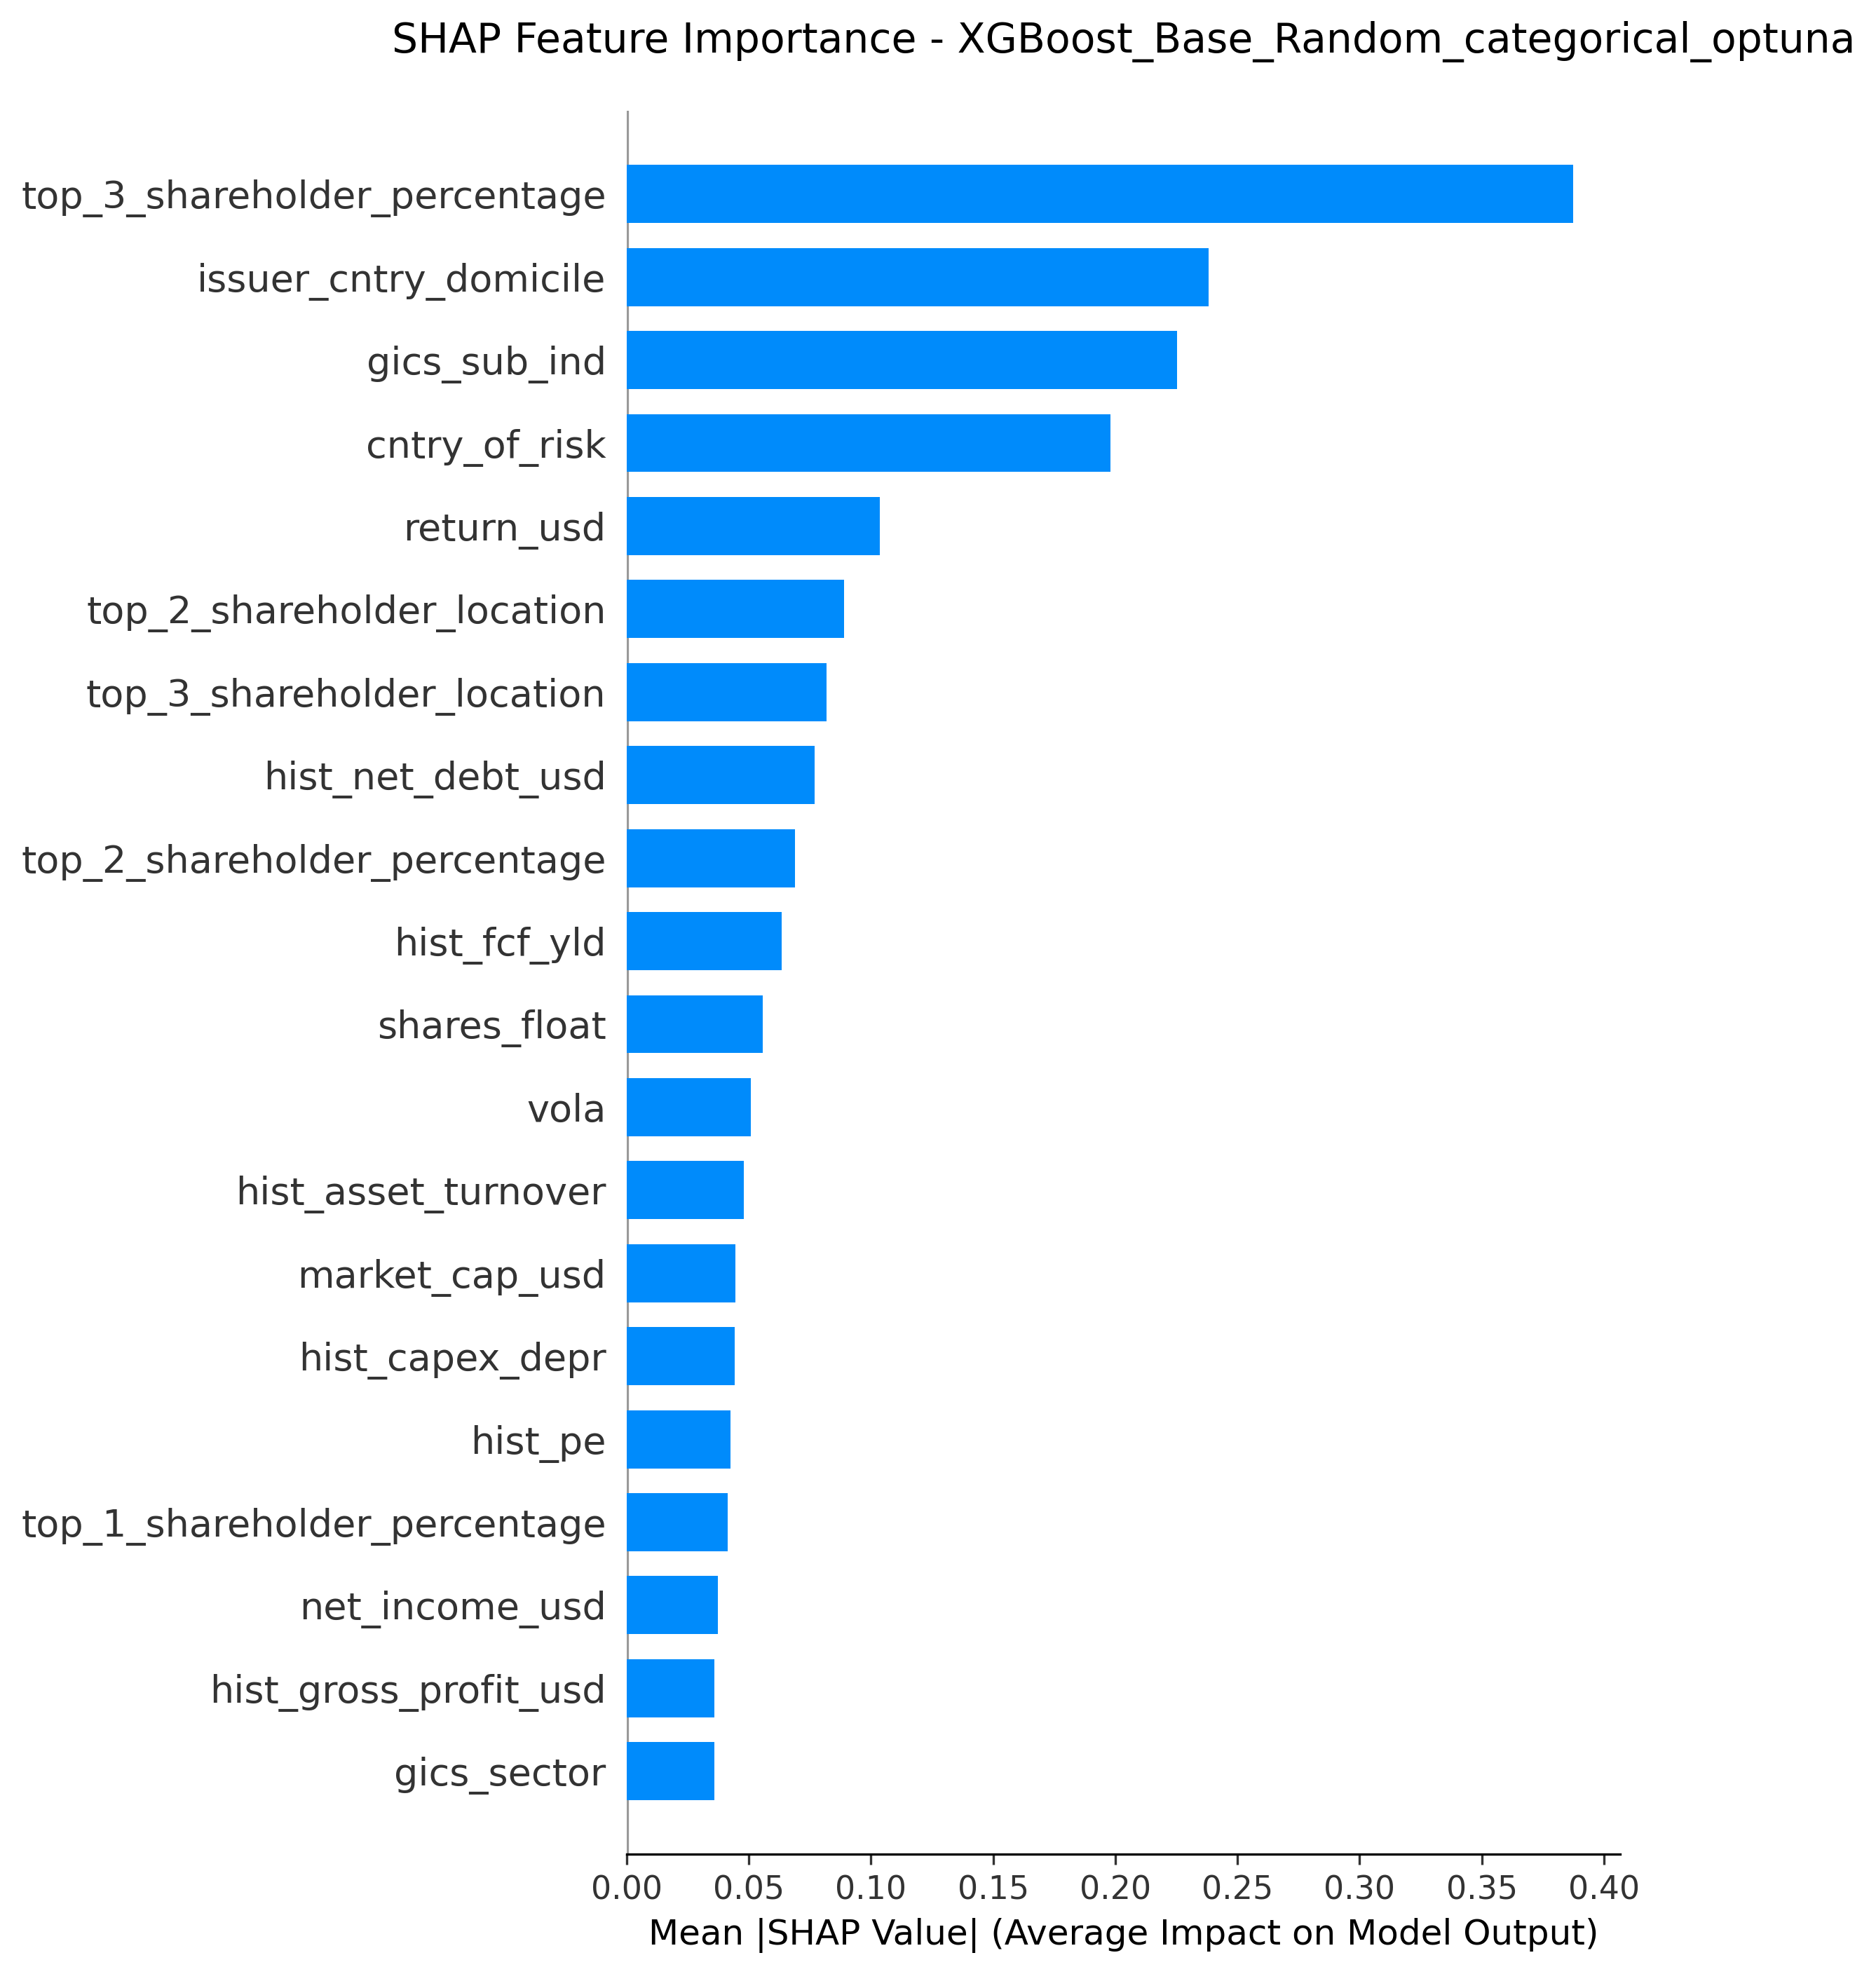 SHAP Feature Importance - XGBoost_Base_Random_categorical_optuna
top_3_shareholder_percentage
issuer_cntry_domicile
gics_sub_ind
cntry_of_risk
return_usd
top_2_shareholder_location
top_3_shareholder_location
hist_net_debt_usd
top_2_shareholder_percentage
hist_fcf_yld
shares_float
vola
hist_asset_turnover
market_cap_usd
hist_capex_depr
hist_pe
top_1_shareholder_percentage
net_income_usd
hist_gross_profit_usd
gics_sector
0.00 0.05 0.10 0.15 0.20 0.25 0.30 0.35 0.40
Mean |SHAP Value| (Average Impact on Model Output)